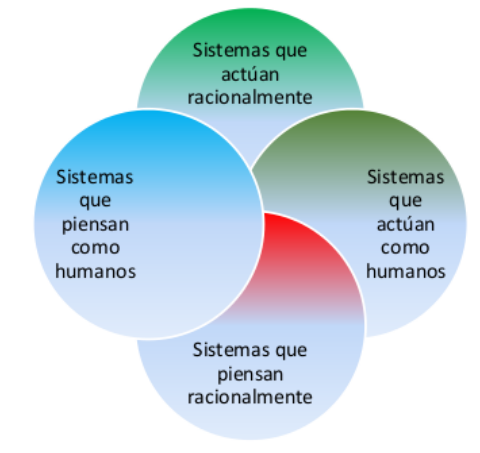 Sistemas que
actúan
racionalmente
Sistemas
que
piensan
como
humanos
Sistemas
que
actúan
como
humanos
Sistemas que
piensan
racionalmente